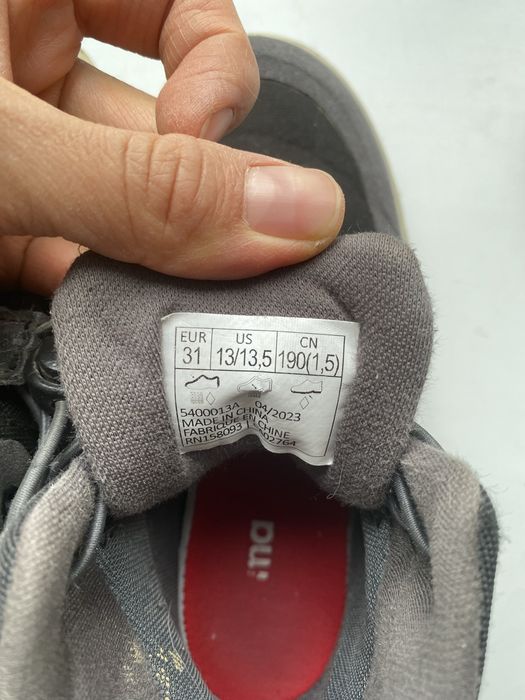 EUR US CN
31 13/13,5 190(1,5)
5400013A 04/2023
MADE IN CHINA
FABRIQUE EN CHINE
RN158093